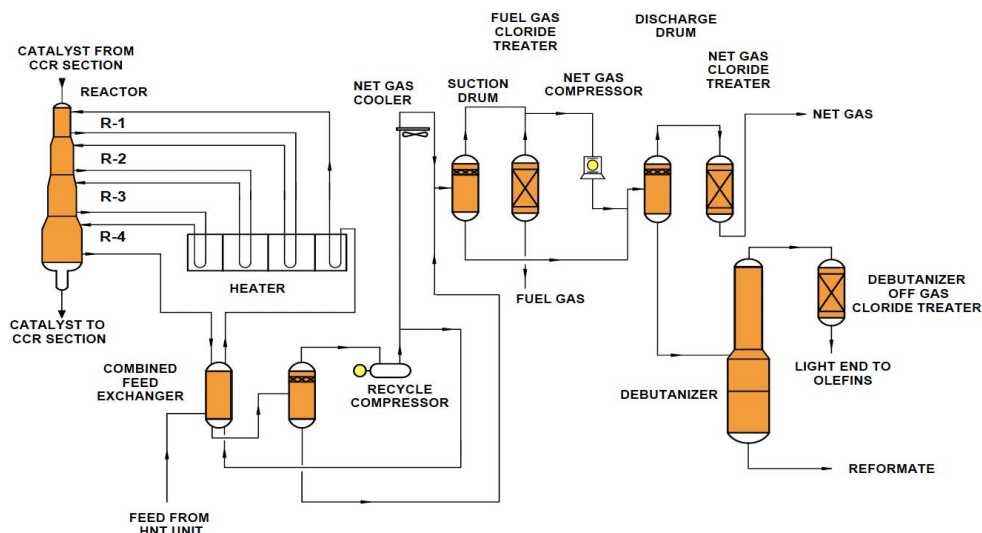 CATALYST FROM
CCR SECTION
REACTOR
R-1
R-2
R-3
R-4
HEATER
CATALYST TO
CCR SECTION
COMBINED
FEED
EXCHANGER
FEED FROM
HNT UNIT
RECYCLE
COMPRESSOR
NET GAS
COOLER
SUCTION
DRUM
FUEL GAS
CLORIDE
TREATER
FUEL GAS
NET GAS
COMPRESSOR
DISCHARGE
DRUM
NET GAS
CLORIDE
TREATER
NET GAS
DEBUTANIZER
DEBUTANIZER
OFF GAS
CLORIDE TREATER
LIGHT END TO
OLEFINS
REFORMATE